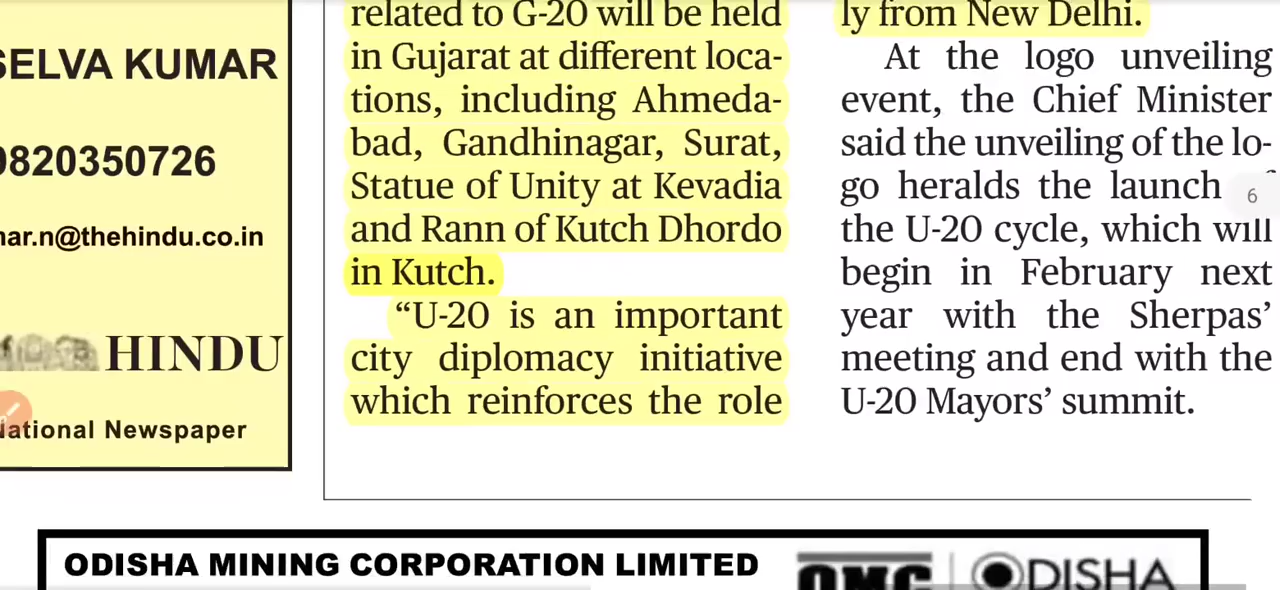 SELVA KUMAR
9820350726
mar.n@thehindu.co.in
HINDU
National Newspaper
related to G-20 will be held
in Gujarat at different loca-
tions, including Ahmeda-
bad, Gandhinagar, Surat,
Statue of Unity at Kevadia
and Rann of Kutch Dhordo
in Kutch.
“U-20 is an important
city diplomacy initiative
which reinforces the role
ly from New Delhi.
At the logo unveiling
event, the Chief Minister
said the unveiling of the lo-
go heralds the launch of
the U-20 cycle, which will
begin in February next
year with the Sherpas’
meeting and end with the
U-20 Mayors’ summit.
6
ODISHA MINING CORPORATION LIMITED
OMC
ODISHA